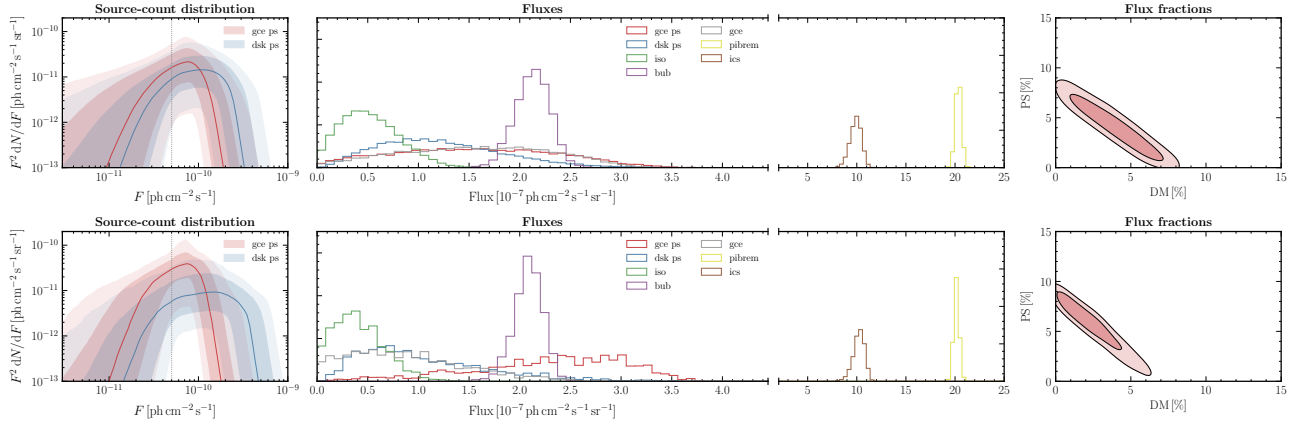 Source-count distribution
Fluxes
Flux fractions
gce ps
dsk ps
gce ps
dsk ps
iso
bub
gce
pibrem
ics
F² dN/dF [ph cm⁻² s⁻¹ sr⁻¹]
10⁻¹⁰
10⁻¹¹
10⁻¹²
10⁻¹³
10⁻¹¹ 10⁻¹⁰ 10⁻⁹
F [ph cm⁻² s⁻¹]
0.0 0.5 1.0 1.5 2.0 2.5 3.0 3.5 4.0
10 15 20 25
Flux [10⁻⁷ ph cm⁻² s⁻¹ sr⁻¹]
PS [%]
15
10
5
0
0 5 10 15
DM [%]
Source-count distribution
Fluxes
Flux fractions
gce ps
dsk ps
gce ps
dsk ps
iso
bub
gce
pibrem
ics
F² dN/dF [ph cm⁻² s⁻¹ sr⁻¹]
10⁻¹⁰
10⁻¹¹
10⁻¹²
10⁻¹³
10⁻¹¹ 10⁻¹⁰ 10⁻⁹
F [ph cm⁻² s⁻¹]
0.0 0.5 1.0 1.5 2.0 2.5 3.0 3.5 4.0
5 10 15 20 25
Flux [10⁻⁷ ph cm⁻² s⁻¹ sr⁻¹]
PS [%]
15
10
5
0
0 5 10 15
DM [%]